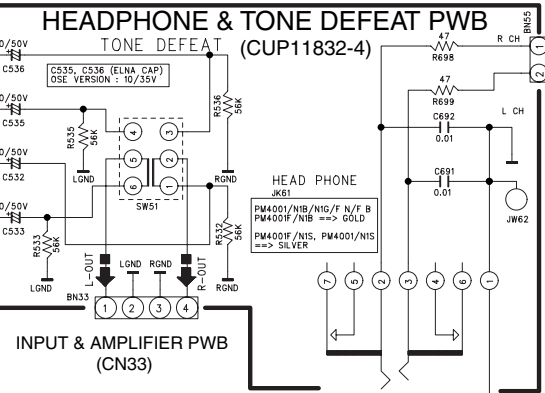 HEADPHONE & TONE DEFEAT PWB
TONE DEFEAT (CUP11832-4)
BN55
0/50V
C536
C535, C536 (ELNA CAP)
OSE VERSION : 10/35V
47
R698
R CH
1
2
47
R699
0/50V
C535
R536
56K
R535
56K
4
3
C692
0.01
L CH
0/50V
C532
5
2
LGND
RGND
C691
0.01
HEAD PHONE
JK61
6
1
SW51
PM4001/N1B/N1G/F N/F B
PM4001F/N1B ==> GOLD
PM4001F/N1S, PM4001/N1S
==> SILVER
JW62
0/50V
C533
R533
56K
R532
56K
L-OUT
LGND
RGND
R-OUT
LGND
RGND
BN33
1 2 3 4
7 5 2 3 4 6 1
INPUT & AMPLIFIER PWB
(CN33)